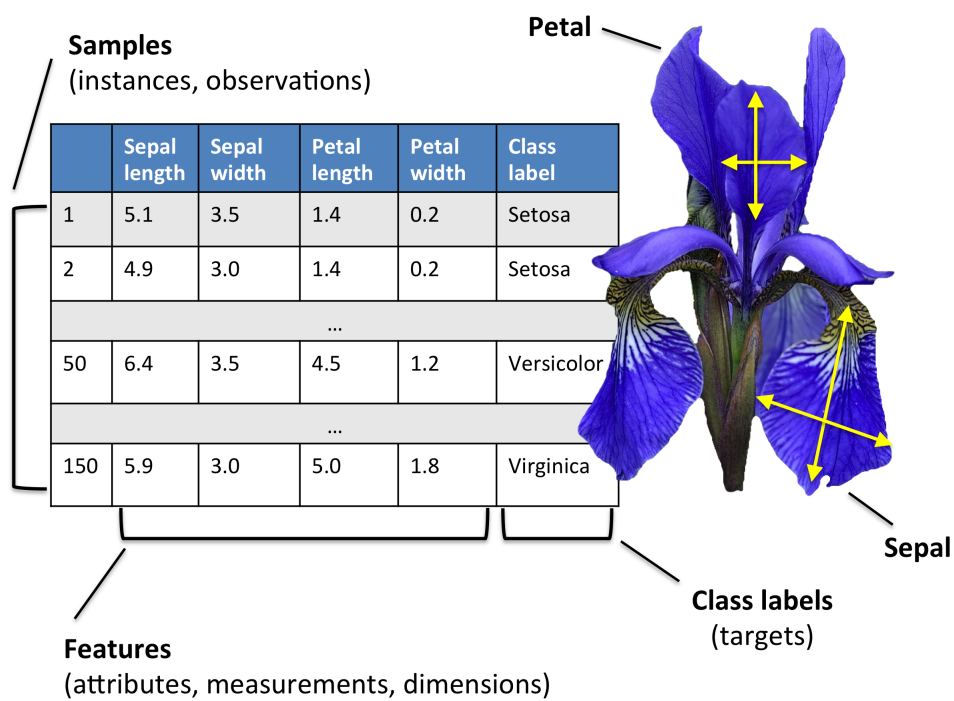 Samples
(instances, observations)
Petal
Sepal length Sepal width Petal length Petal width Class label
1 5.1 3.5 1.4 0.2 Setosa
2 4.9 3.0 1.4 0.2 Setosa
…
50 6.4 3.5 4.5 1.2 Versicolor
…
150 5.9 3.0 5.0 1.8 Virginica
Sepal
Class labels
(targets)
Features
(attributes, measurements, dimensions)